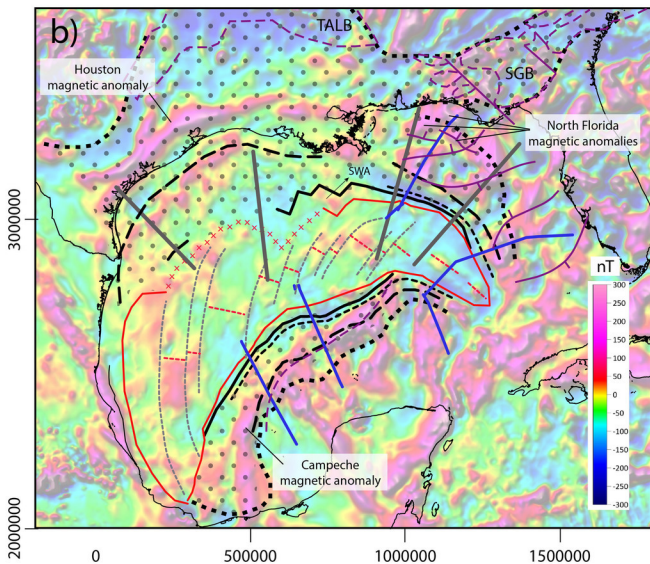 b)
TALB
SGB
Houston
magnetic anomaly
North Florida
magnetic anomalies
SWA
3000000
nT
300
250
200
150
100
50
0
-50
-100
-150
-200
-250
-300
Campeche
magnetic anomaly
2000000
0
500000
1000000
1500000